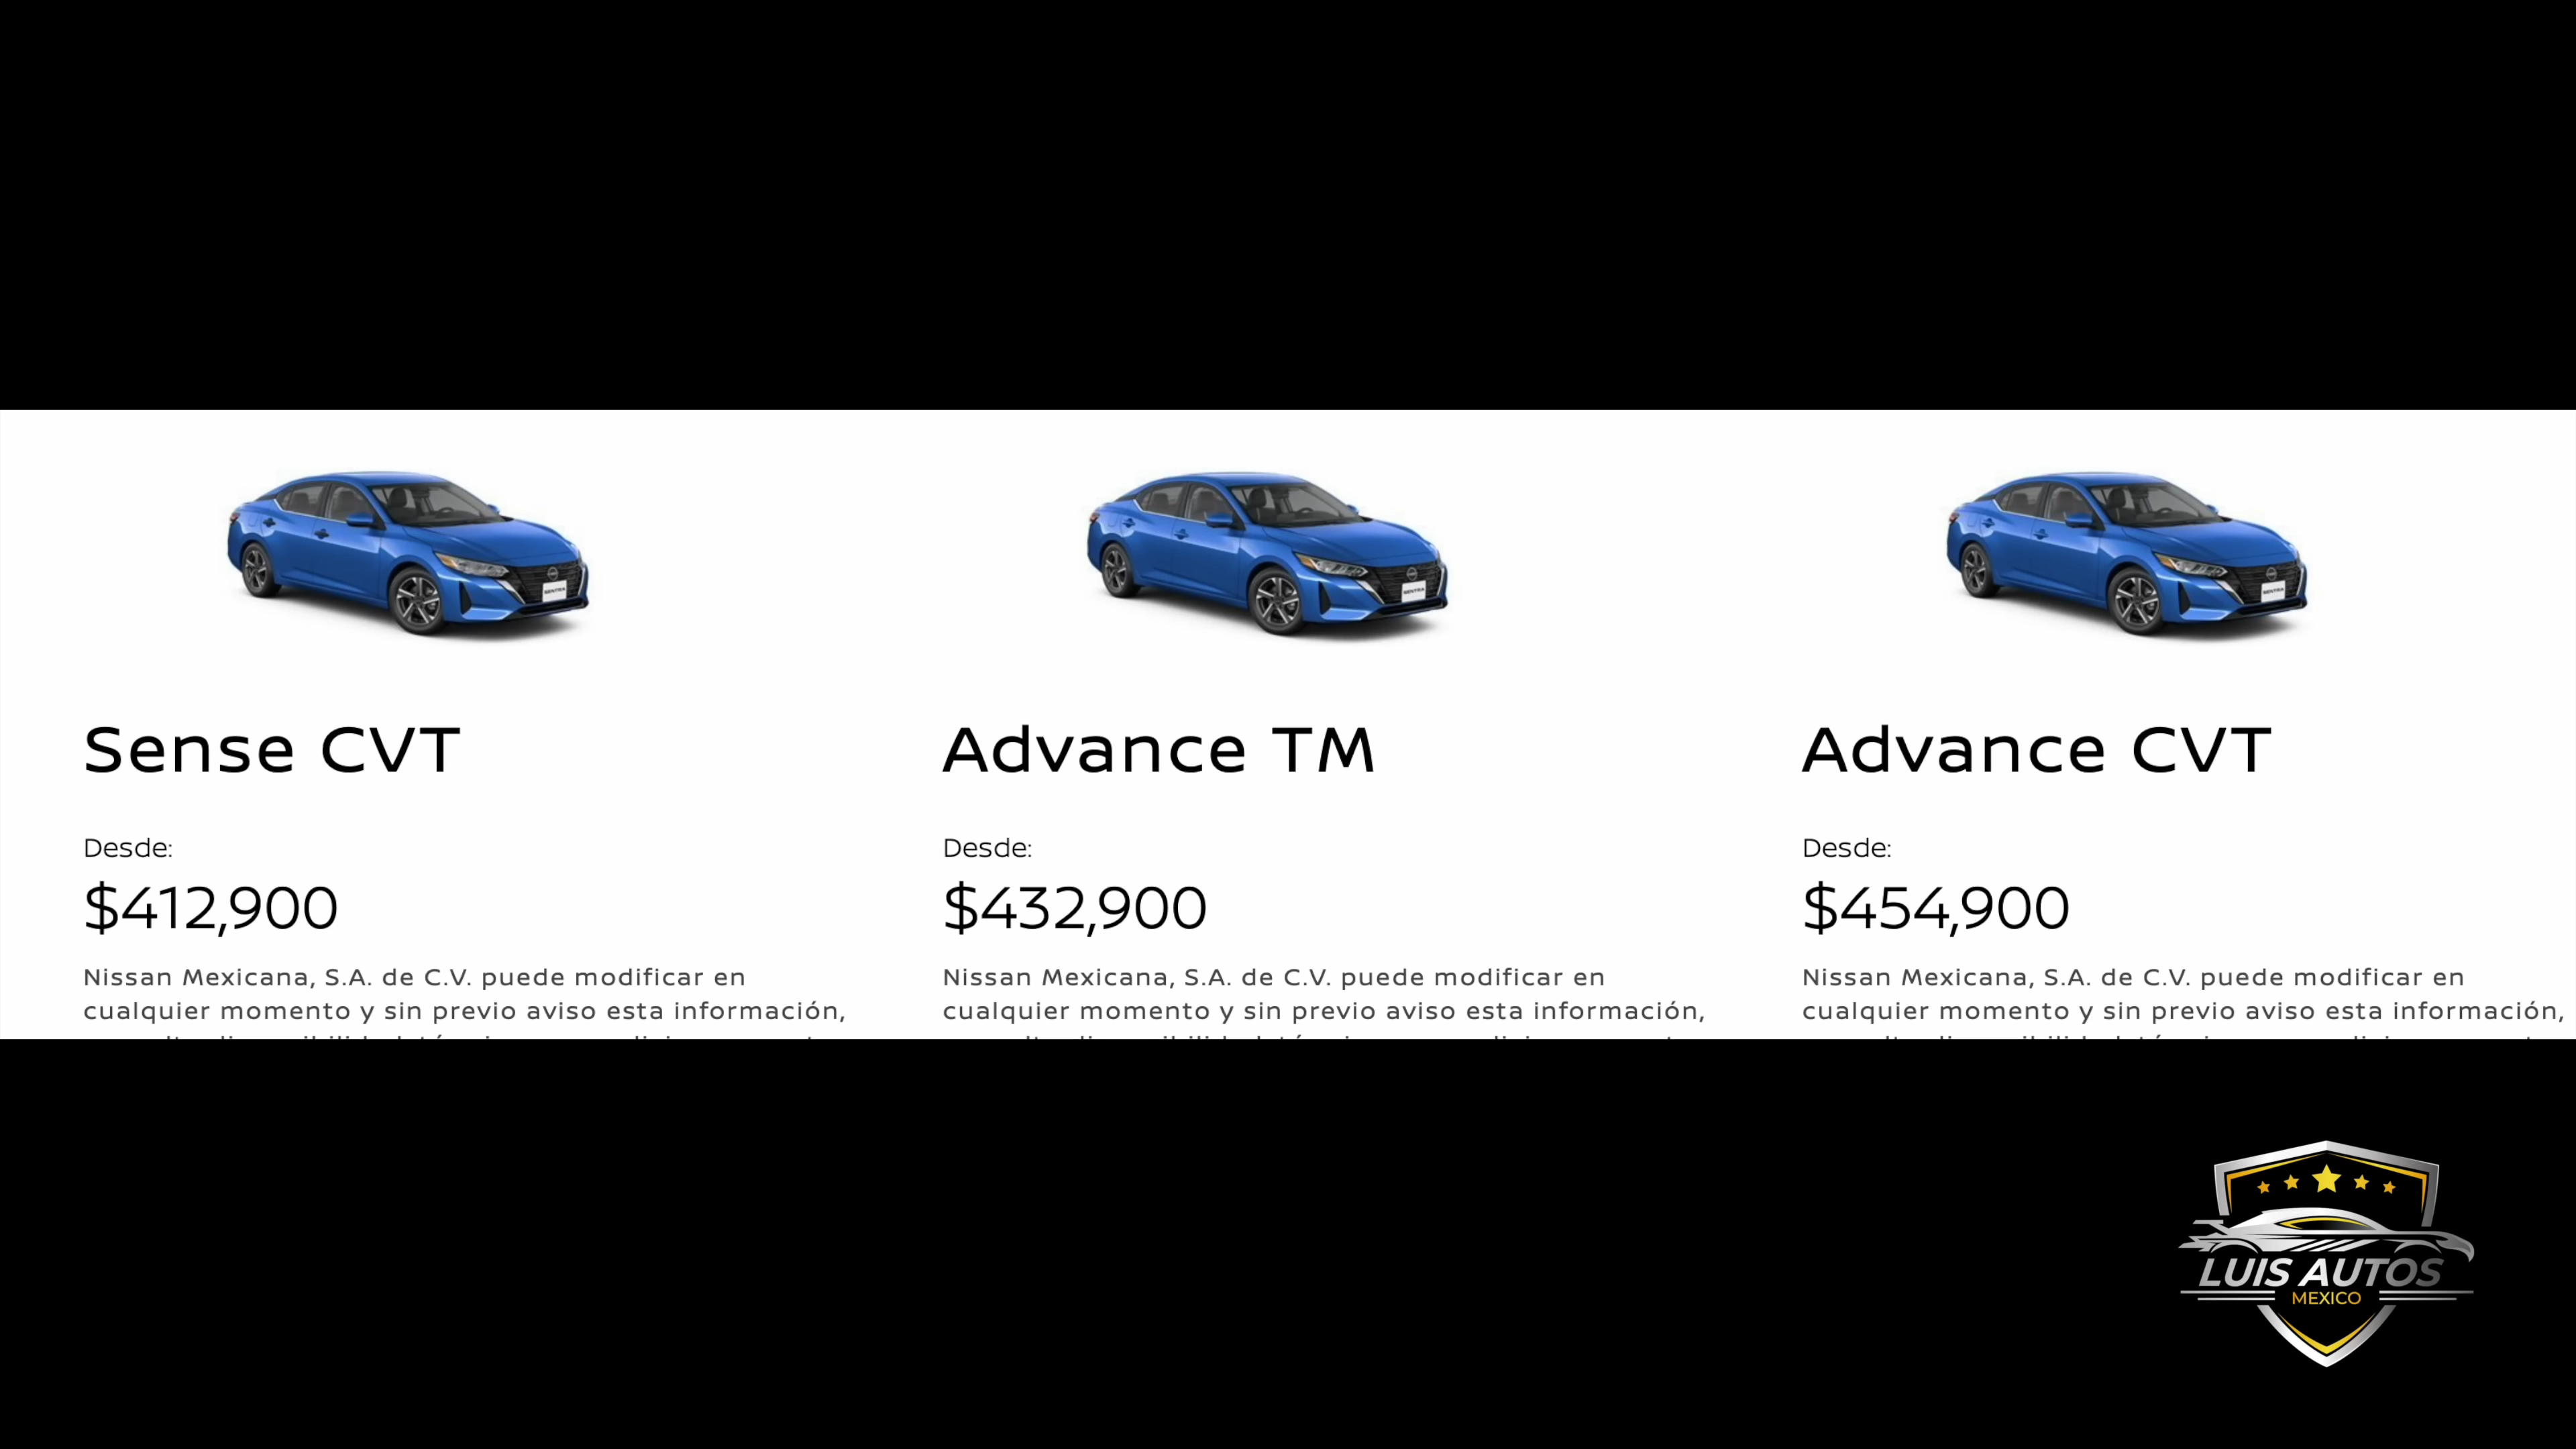 SENTRA
SENTRA
SENTRA
Sense CVT
Desde:
$412,900
Nissan Mexicana, S.A. de C.V. puede modificar en
cualquier momento y sin previo aviso esta información,
Advance TM
Desde:
$432,900
Nissan Mexicana, S.A. de C.V. puede modificar en
cualquier momento y sin previo aviso esta información,
Advance CVT
Desde:
$454,900
Nissan Mexicana, S.A. de C.V. puede modificar en
cualquier momento y sin previo aviso esta información,
LUIS AUTOS
MEXICO